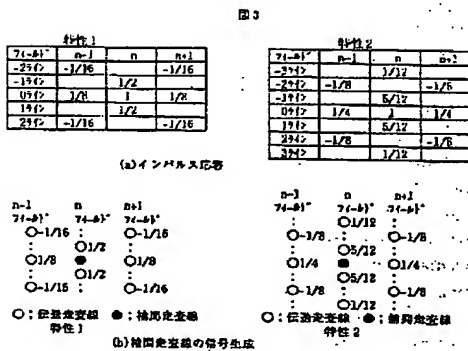 図3
特性1
フィールド n-1 n n+1
-2ライン -1/16 -1/16
-1ライン 1/2
0ライン 1/8 1 1/8
1ライン 1/2
2ライン -1/16 -1/16
特性2
フィールド n-1 n n+1
-3ライン 1/12
-2ライン -1/8 -1/8
-1ライン 5/12
0ライン 1/4 1 1/4
1ライン 5/12
2ライン -1/8 -1/8
3ライン 1/12
(a)インパルス応答
n-1 n n+1
フィールド フィールド フィールド
○-1/16 ○-1/16
○1/2
○1/8 ● ○1/8
○1/2
○-1/16 ○-1/16
○:伝送走査線 ●:補間走査線
特性1
n-1 n n+1
フィールド フィールド フィールド
○1/12
○-1/8 ○-1/8
○5/12
○1/4 ● ○1/4
○5/12
○-1/8 ○-1/8
○1/12
○:伝送走査線 ●:補間走査線
特性2
(b)補間走査線の信号生成